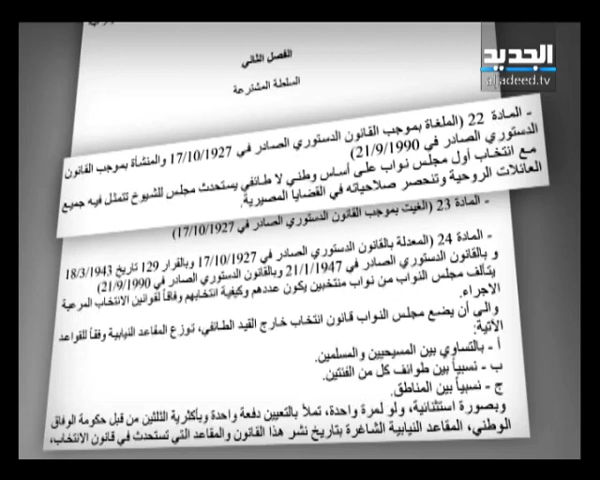 الجديد
aljadeed.tv
الفصل الثاني
السلطة المشترعة
- المادة 22 (الملغاة بموجب القانون الدستوري الصادر في 17/10/1927 والمنشأة بموجب القانون
الدستوري الصادر في 21/9/1990)
مع انتخاب أول مجلس نواب على أساس وطني لا طائفي يستحدث مجلس للشيوخ تتمثل فيه جميع
العائلات الروحية وتنحصر صلاحياته في القضايا المصيرية.
- المادة 23 (الغيت بموجب القانون الدستوري الصادر في 17/10/1927)
- المادة 24 (المعدلة بالقانون الدستوري الصادر في 17/10/1927 وبالقرار 129 تاريخ 18/3/1943
و بالقانون الدستوري الصادر في 21/1/1947 وبالقانون الدستوري الصادر في 21/9/1990)
يتألف مجلس النواب من نواب منتخبين يكون عددهم وكيفية انتخابهم وفقاً لقوانين الانتخاب المرعية
الاجراء.
والى أن يضع مجلس النواب قانون انتخاب خارج القيد الطائفي، توزع المقاعد النيابية وفقاً للقواعد
الآتية:
أ - بالتساوي بين المسيحيين والمسلمين.
ب - نسبياً بين طوائف كل من الفئتين.
ج - نسبياً بين المناطق.
وبصورة استثنائية، ولو لمرة واحدة، تملأ بالتعيين دفعة واحدة وبأكثرية الثلثين من قبل حكومة الوفاق
الوطني، المقاعد النيابية الشاغرة بتاريخ نشر هذا القانون والمقاعد التي تستحدث في قانون الانتخاب،